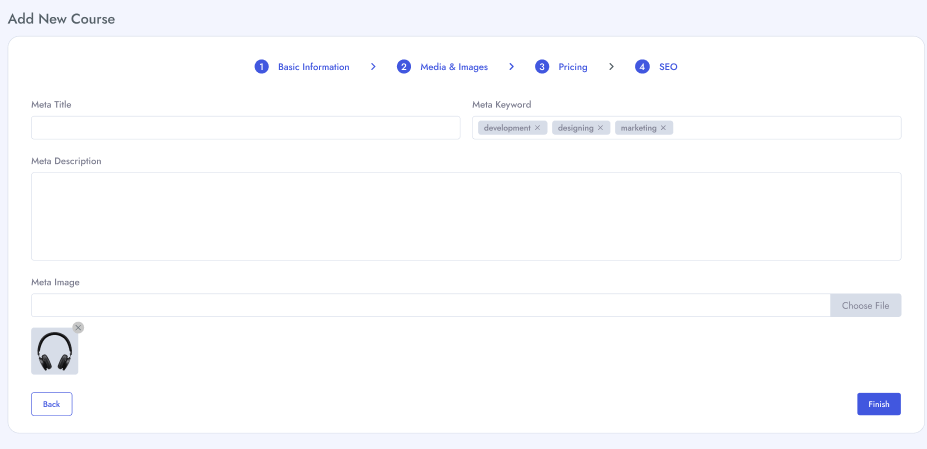 Add New Course
1 Basic Information > 2 Media & Images > 3 Pricing > 4 SEO
Meta Title
Meta Keyword
development × designing × marketing ×
Meta Description
Meta Image
Choose File
×
Back
Finish